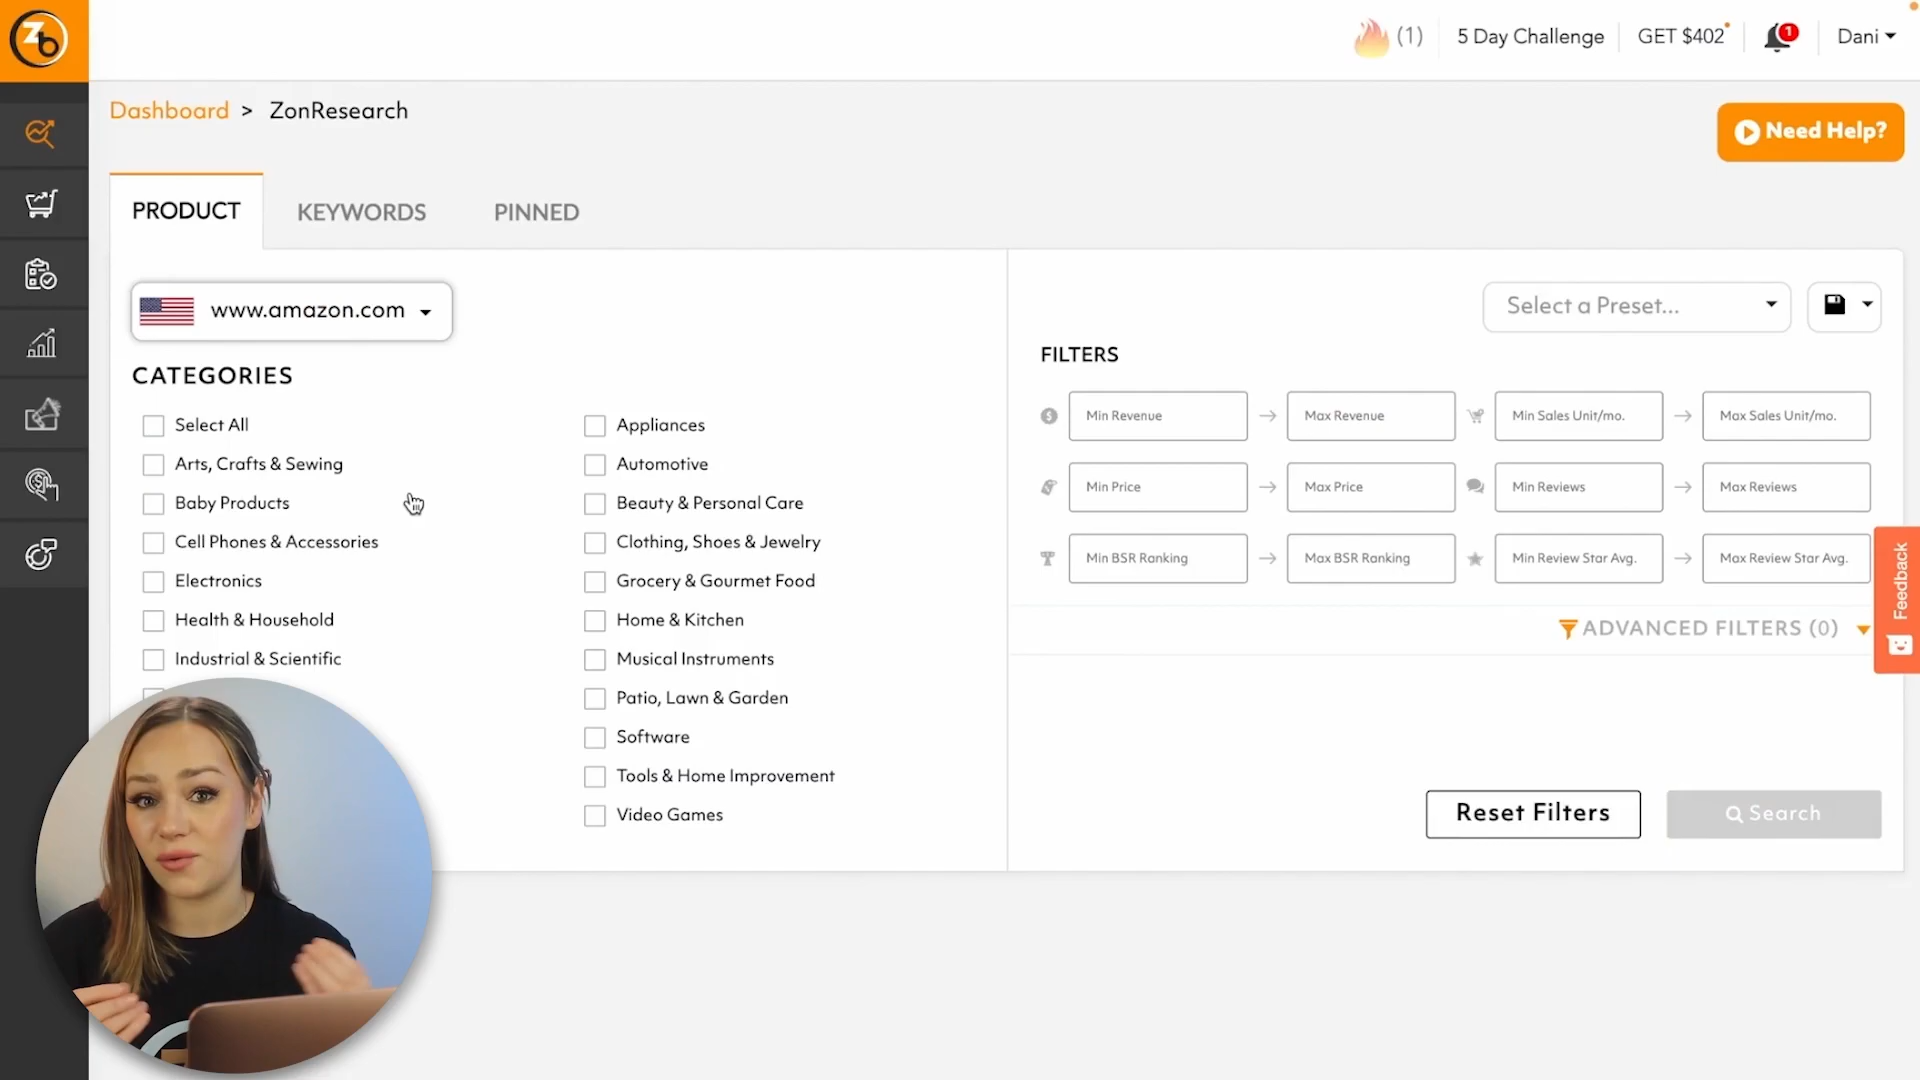 Zb
(1)
5 Day Challenge
GET $402
1
Dani
Dashboard > ZonResearch
Need Help?
PRODUCT
KEYWORDS
PINNED
www.amazon.com
CATEGORIES
Select All
Arts, Crafts & Sewing
Baby Products
Cell Phones & Accessories
Electronics
Health & Household
Industrial & Scientific
Appliances
Automotive
Beauty & Personal Care
Clothing, Shoes & Jewelry
Grocery & Gourmet Food
Home & Kitchen
Musical Instruments
Patio, Lawn & Garden
Software
Tools & Home Improvement
Video Games
Select a Preset...
FILTERS
Min Revenue
Max Revenue
Min Sales Unit/mo.
Max Sales Unit/mo.
Min Price
Max Price
Min Reviews
Max Reviews
Min BSR Ranking
Max BSR Ranking
Min Review Star Avg.
Max Review Star Avg.
ADVANCED FILTERS (0)
Reset Filters
Search
Feedback